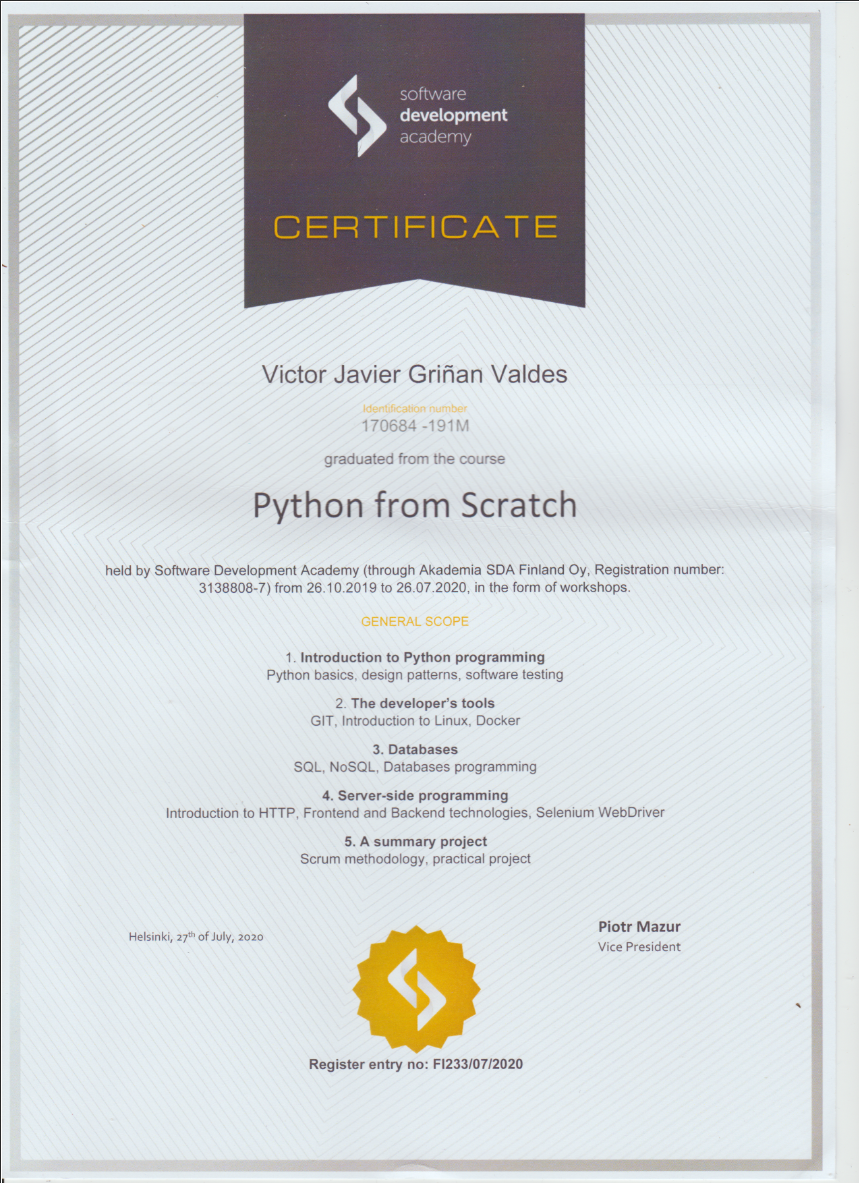 software
development
academy
CERTIFICATE
Victor Javier Griñan Valdes
Identification number
170684 -191M
graduated from the course
Python from Scratch
held by Software Development Academy (through Akademia SDA Finland Oy, Registration number:
3138808-7) from 26.10.2019 to 26.07.2020, in the form of workshops.
GENERAL SCOPE
1. Introduction to Python programming
Python basics, design patterns, software testing
2. The developer's tools
GIT, Introduction to Linux, Docker
3. Databases
SQL, NoSQL, Databases programming
4. Server-side programming
Introduction to HTTP, Frontend and Backend technologies, Selenium WebDriver
5. A summary project
Scrum methodology, practical project
Helsinki, 27th of July, 2020
Piotr Mazur
Vice President
Register entry no: FI233/07/2020